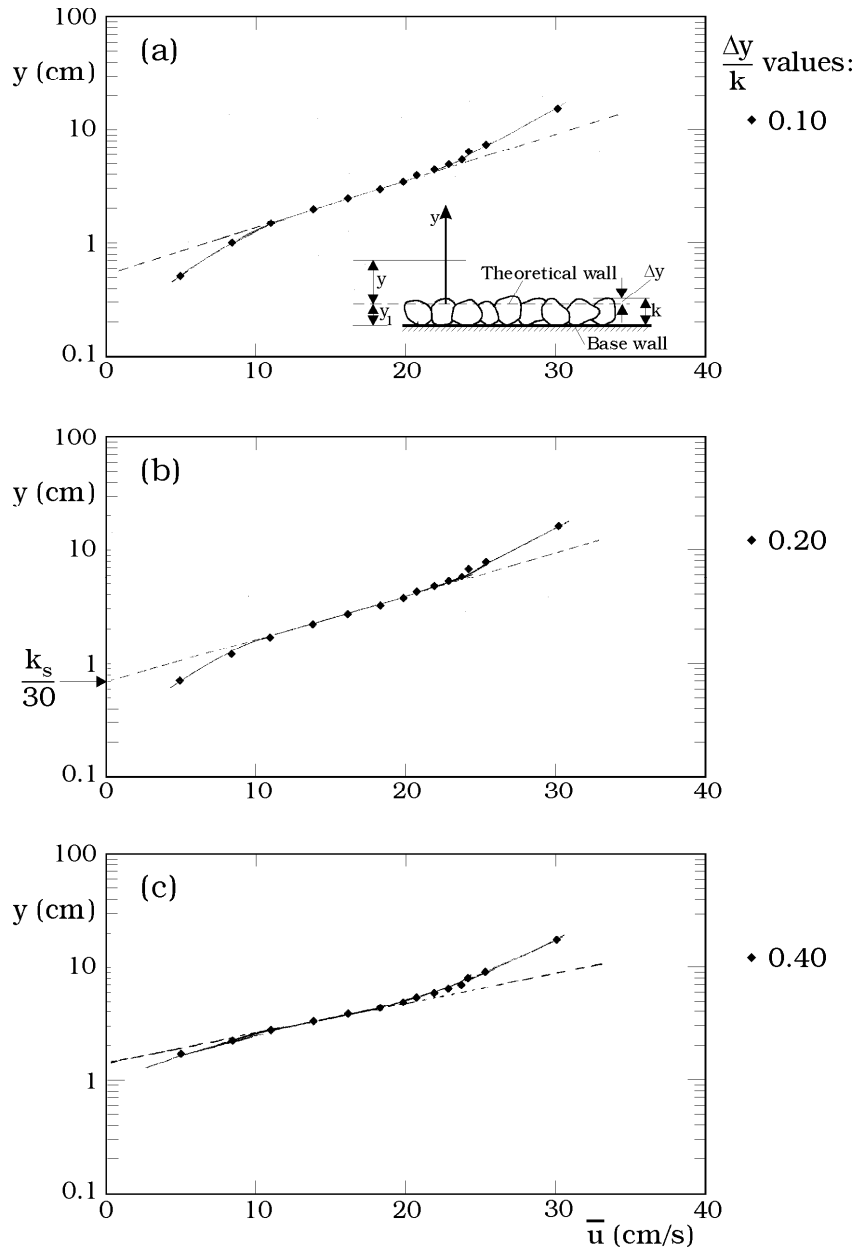 100
(a)
y (cm)
Δy/k values:
◆ 0.10
10
1
0.1
y
y
y₁
Theoretical wall
Δy
k
Base wall
0 10 20 30 40
100
(b)
y (cm)
◆ 0.20
10
1
kₛ/30
0.1
0 10 20 30 40
100
(c)
y (cm)
◆ 0.40
10
1
0.1
0 10 20 30 40
u̅ (cm/s)